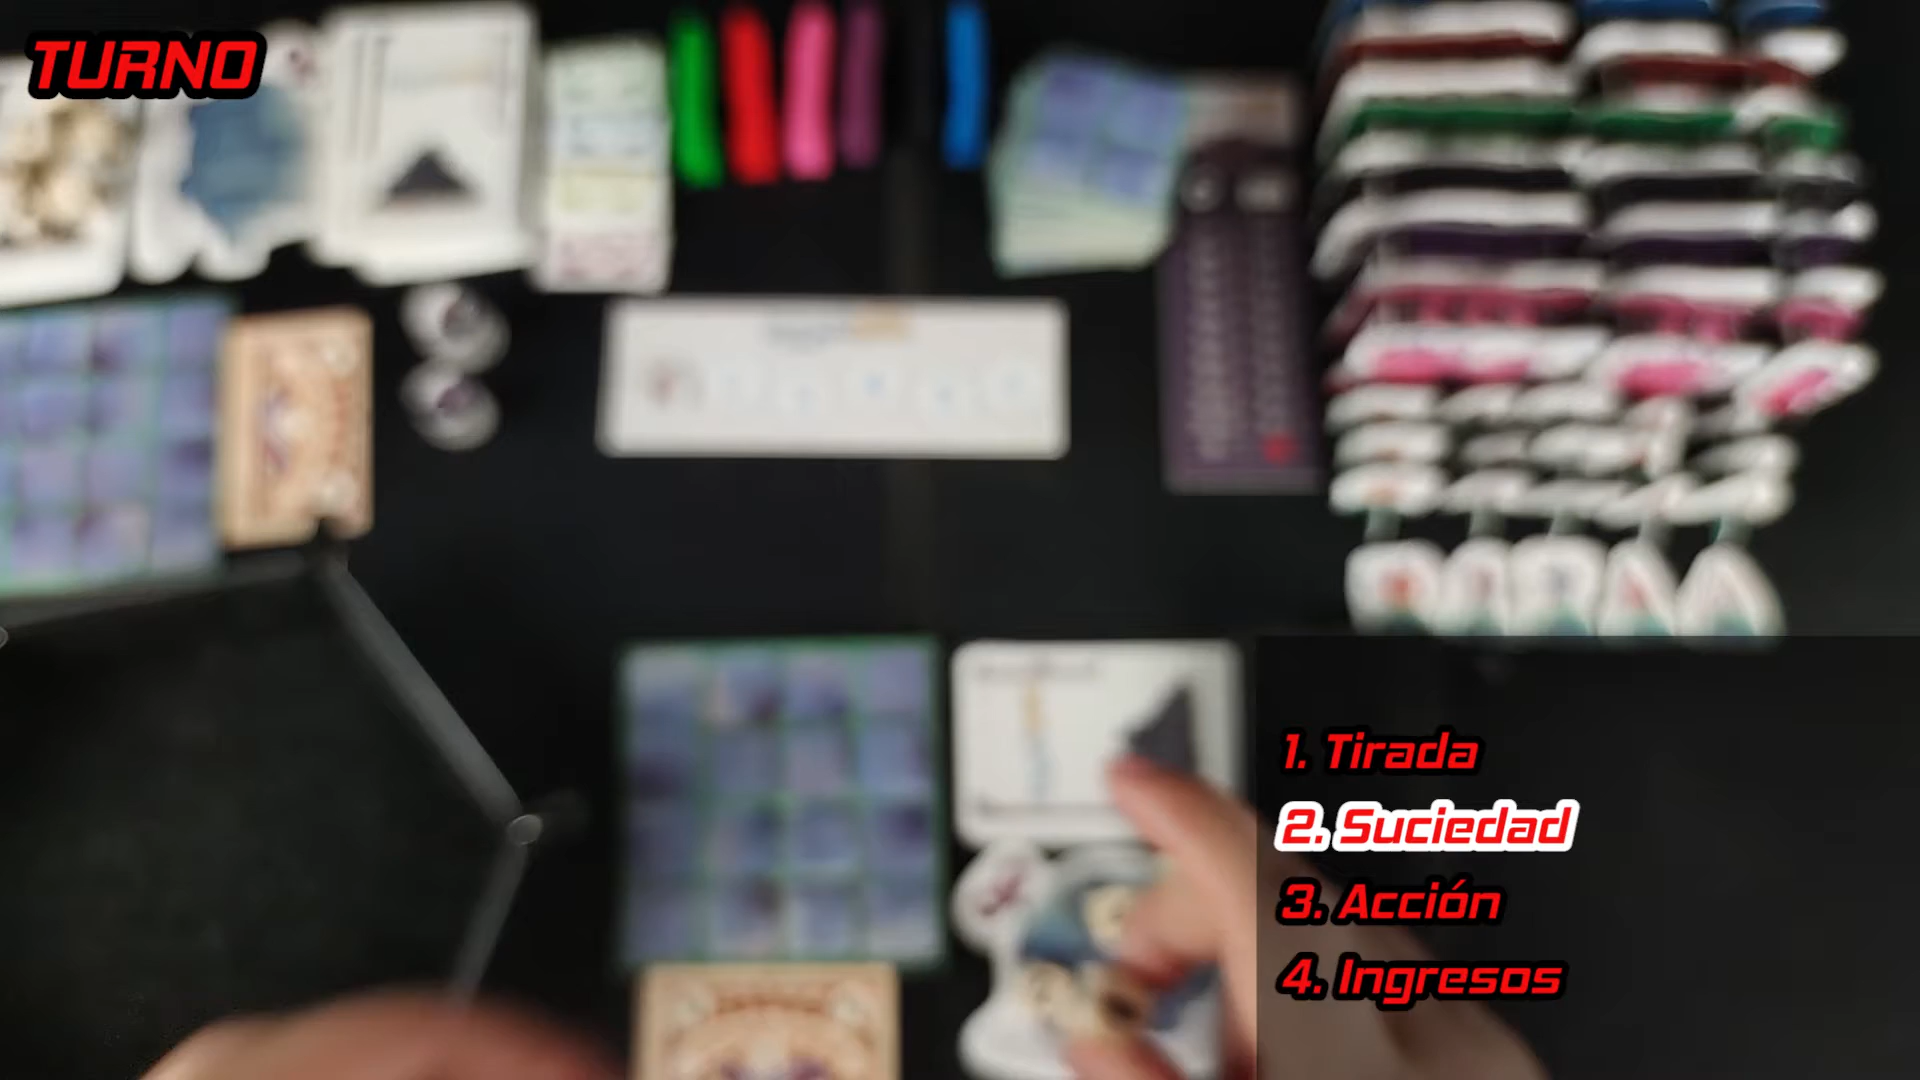 TURNO
1. Tirada
2. Suciedad
3. Acción
4. Ingresos